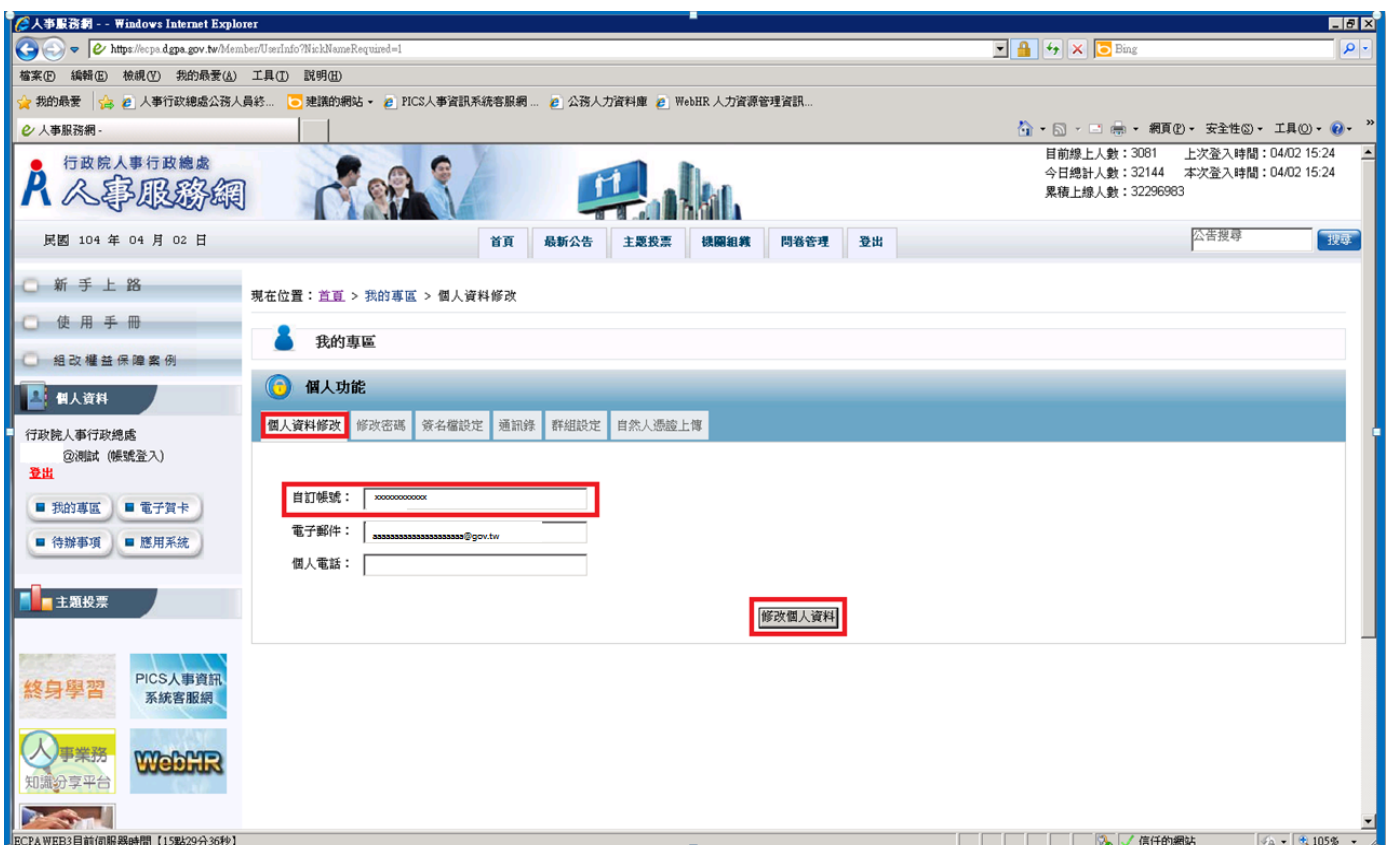 人事服務網 - - Windows Internet Explorer
https://ecpa.dgpa.gov.tw/Member/UserInfo?NickNameRequired=1
Bing
檔案(F) 編輯(E) 檢視(V) 我的最愛(A) 工具(T) 說明(H)
我的最愛 人事行政總處公務人員終... 建議的網站 PICS人事資訊系統客服網... 公務人力資料庫 WebHR 人力資源管理資訊...
人事服務網 -
網頁(P) 安全性(S) 工具(O) »
行政院人事行政總處
人事服務網
目前線上人數：3081 上次登入時間：04/02 15:24
今日總計人數：32144 本次登入時間：04/02 15:24
累積上線人數：32296983
民國 104 年 04 月 02 日
首頁 最新公告 主題投票 機關組織 問卷管理 登出
公告搜尋 搜尋
新手上路
使用手冊
組改權益保障案例
個人資料
行政院人事行政總處
@測試 (帳號登入)
登出
我的專區 電子賀卡
待辦事項 應用系統
主題投票
終身學習
PICS人事資訊
系統客服網
人事業務
知識分享平台
WebHR
現在位置：首頁 > 我的專區 > 個人資料修改
我的專區
個人功能
個人資料修改 修改密碼 簽名檔設定 通訊錄 群組設定 自然人憑證上傳
自訂帳號： xxxxxxxxxxxx
電子郵件： aaaaaaaaaaaaaaaaaaaaa@gov.tw
個人電話：
修改個人資料
ECPAWEB3目前伺服器時間【15點29分36秒】
信任的網站
105%